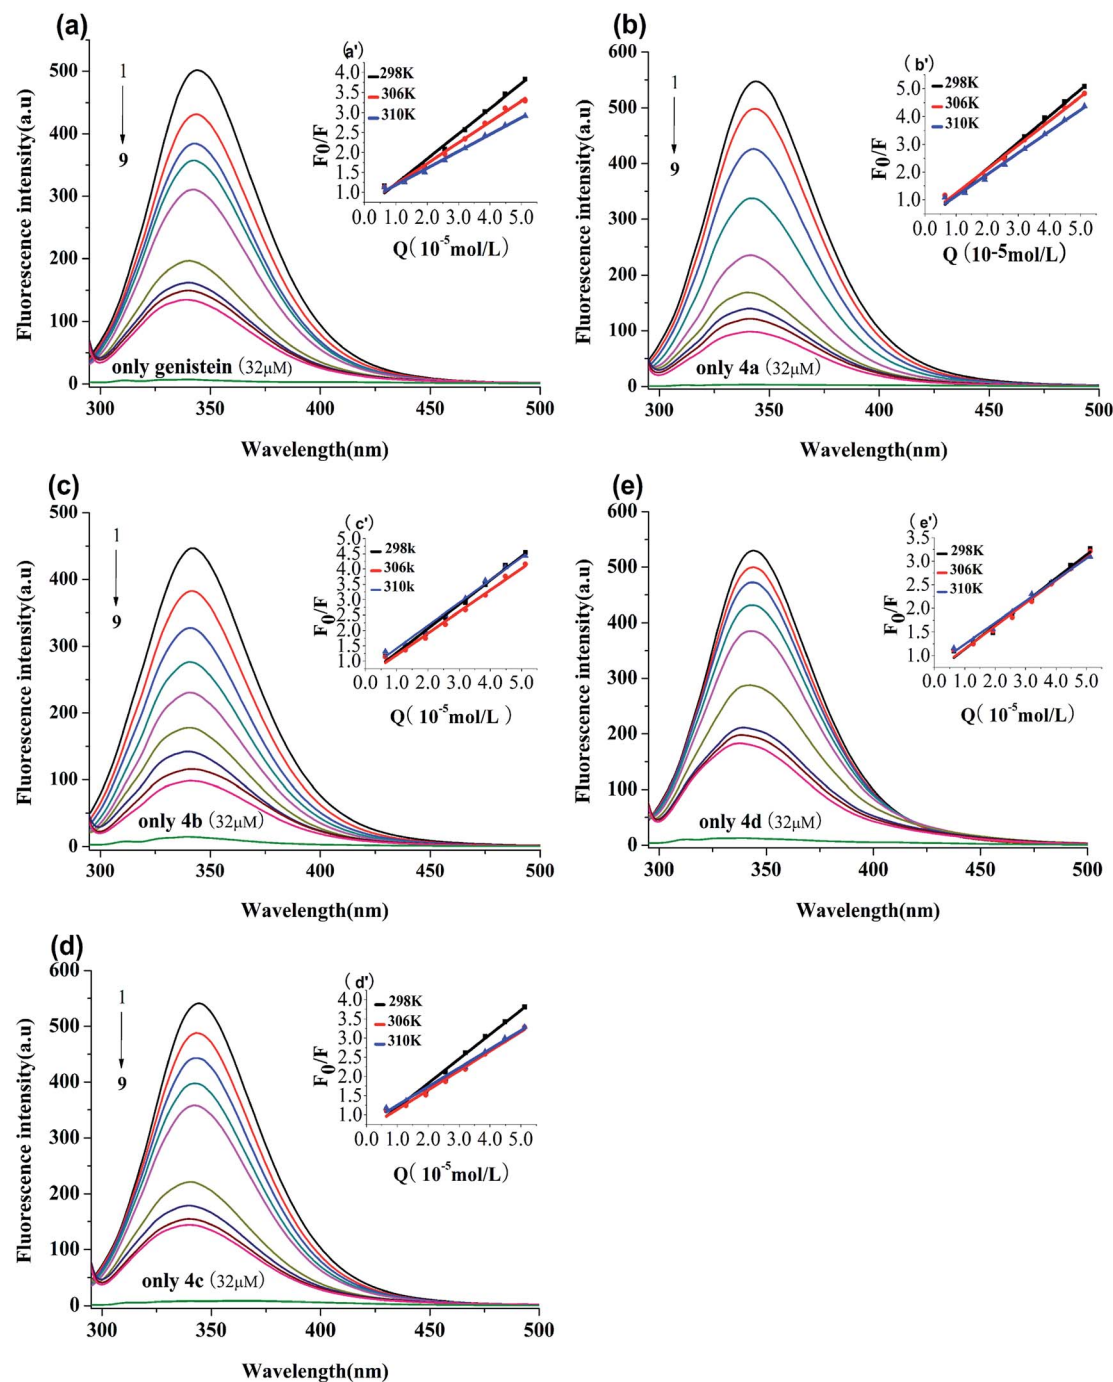 (a)
Fluorescence intensity(a.u)
500
400
300
200
100
0
1
9
only genistein (32μM)
300 350 400 450 500
Wavelength(nm)
(a')
F0/F
4.0
3.5
3.0
2.5
2.0
1.5
1.0
298K
306K
310K
0.0 1.0 2.0 3.0 4.0 5.0
Q( 10-5mol/L)
(b)
Fluorescence intensity(a.u)
600
500
400
300
200
100
0
1
9
only 4a (32μM)
300 350 400 450 500
Wavelength(nm)
(b')
F0/F
5.0
4.0
3.0
2.0
1.0
298K
306K
310K
0.0 1.0 2.0 3.0 4.0 5.0
Q (10-5mol/L)
(c)
Fluorescence intensity(a.u)
500
400
300
200
100
0
1
9
only 4b (32μM)
300 350 400 450 500
Wavelength(nm)
(c')
F0/F
5.0
4.5
4.0
3.5
3.0
2.5
2.0
1.5
1.0
298k
306k
310k
0.0 1.0 2.0 3.0 4.0 5.0
Q( 10-5mol/L )
(e)
Fluorescence intensity(a.u)
600
500
400
300
200
100
0
1
9
only 4d (32μM)
300 350 400 450 500
Wavelength(nm)
(e')
F0/F
3.5
3.0
2.5
2.0
1.5
1.0
298K
306K
310K
0.0 1.0 2.0 3.0 4.0 5.0
Q( 10-5mol/L)
(d)
Fluorescence intensity(a.u)
600
500
400
300
200
100
0
1
9
only 4c (32μM)
300 350 400 450 500
Wavelength(nm)
(d')
F0/F
4.0
3.5
3.0
2.5
2.0
1.5
1.0
298K
306K
310K
0.0 1.0 2.0 3.0 4.0 5.0
Q( 10-5mol/L)